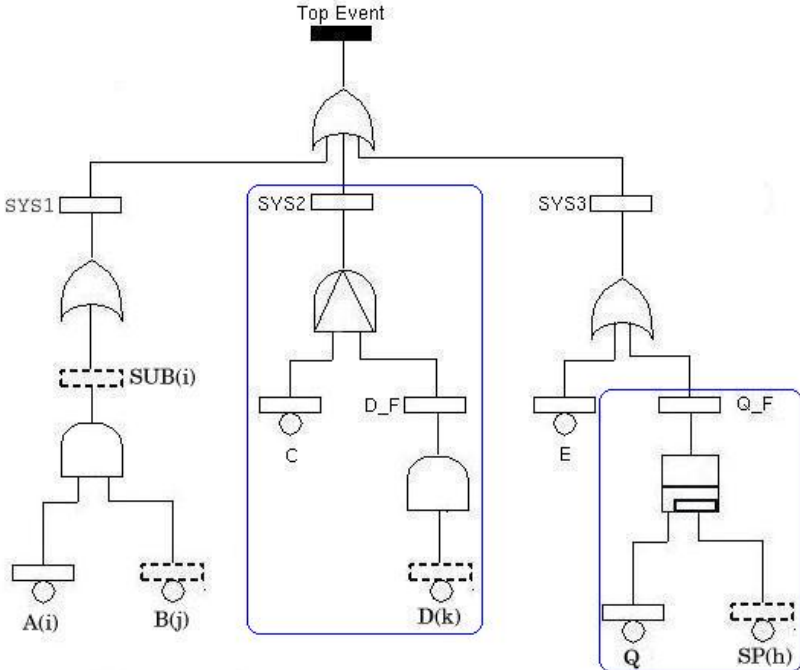 Top Event
SYS1
SYS2
SYS3
SUB(i)
D_F
Q_F
C
E
A(i)
B(j)
D(k)
Q
SP(h)